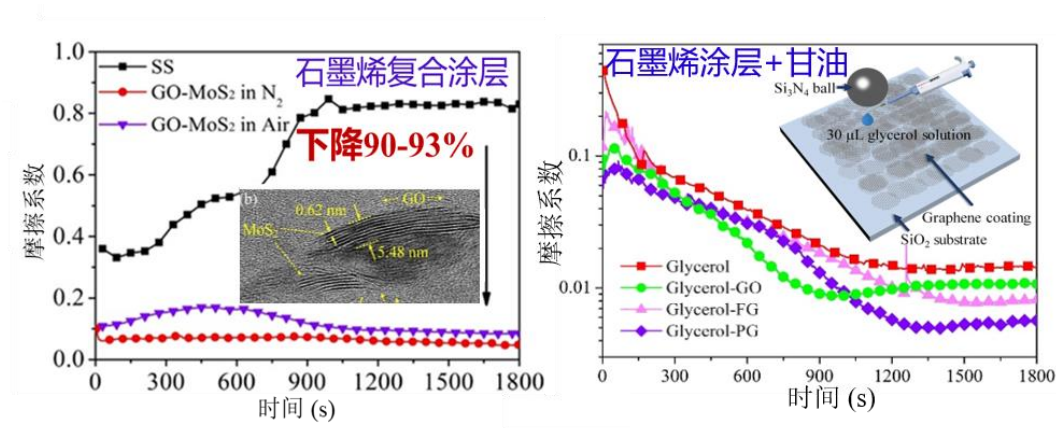 1.0
0.8
0.6
0.4
0.2
0.0
摩擦系数
SS
GO-MoS2 in N2
GO-MoS2 in Air
石墨烯复合涂层
下降90-93%
(b)
0.62 nm
GO
MoS
5.48 nm
0
300
600
900
1200
1500
1800
时间 (s)
0.1
0.01
摩擦系数
石墨烯涂层+甘油
Si3N4 ball
30 μL glycerol solution
Graphene coating
SiO2 substrate
Glycerol
Glycerol-GO
Glycerol-FG
Glycerol-PG
0
300
600
900
1200
1500
1800
时间 (s)